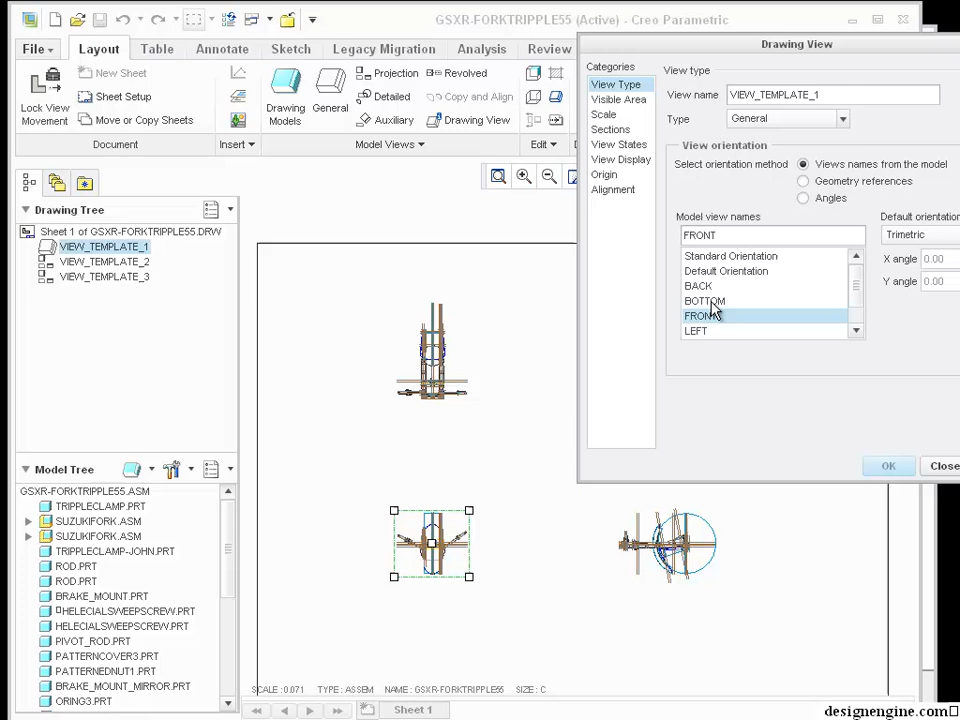 GSXR-FORKTRIPPLE55 (Active) - Creo Parametric
File Layout Table Annotate Sketch Legacy Migration Analysis Review
New Sheet
Sheet Setup
Move or Copy Sheets
Lock View Movement
Document
Insert
Drawing Models
General
Projection
Detailed
Auxiliary
Revolved
Copy and Align
Drawing View
Model Views
Edit
Drawing Tree
Sheet 1 of GSXR-FORKTRIPPLE55.DRW
VIEW_TEMPLATE_1
VIEW_TEMPLATE_2
VIEW_TEMPLATE_3
Model Tree
GSXR-FORKTRIPPLE55.ASM
TRIPPLECLAMP.PRT
SUZUKIFORK.ASM
SUZUKIFORK.ASM
TRIPPLCLAMP-JOHN.PRT
ROD.PRT
ROD.PRT
BRAKE_MOUNT.PRT
HELECIALSWEEPSCREW.PRT
HELECIALSWEEPSCREW.PRT
PIVOT_ROD.PRT
PATTERNCOVER3.PRT
PATTERNEDNUT1.PRT
BRAKE_MOUNT_MIRROR.PRT
ORING3.PRT
Drawing View
Categories
View Type
Visible Area
Scale
Sections
View States
View Display
Origin
Alignment
View type
View name VIEW_TEMPLATE_1
Type General
View orientation
Select orientation method Views names from the model
Geometry references
Angles
Model view names
FRONT
Standard Orientation
Default Orientation
BACK
BOTTOM
FRONT
LEFT
Default orientatio
Trimetric
X angle 0.00
Y angle 0.00
OK Close
SCALE : 0.071 TYPE : ASSEM NAME : GSXR-FORKTRIPPLE55 SIZE : C
Sheet 1
designengine.com